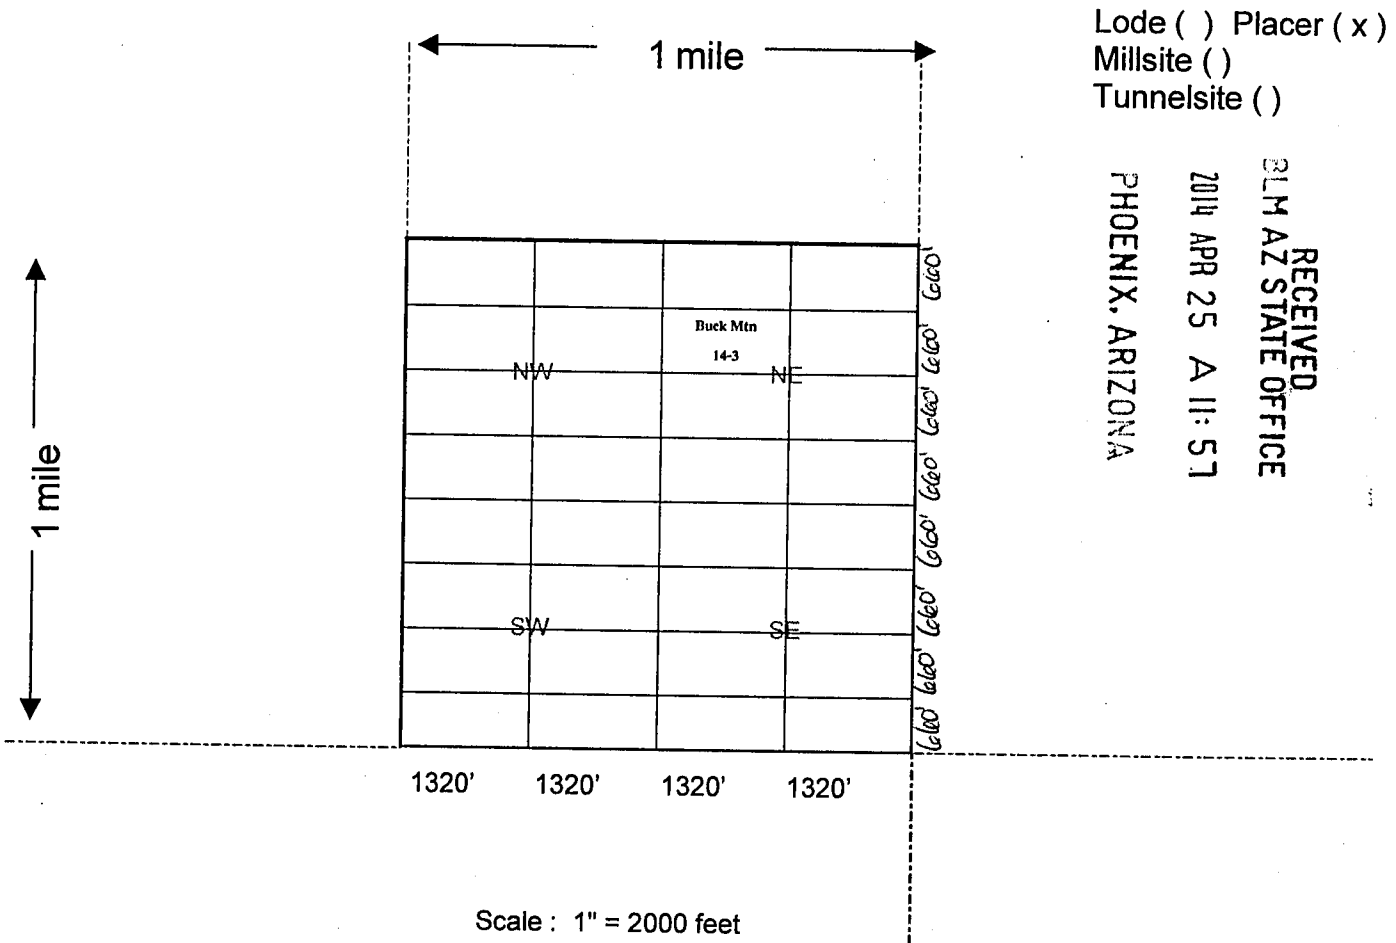 Lode ( ) Placer ( x )
Millsite ( )
Tunnelsite ( )
1 mile
RECEIVED
BLM AZ STATE OFFICE
2014 APR 25 A 11: 57
PHOENIX, ARIZONA
1 mile
660'
660'
660'
660'
660'
660'
660'
660'
Buck Mtn
14-3
NW
NE
SW
SE
1320' 1320' 1320' 1320'
Scale : 1" = 2000 feet